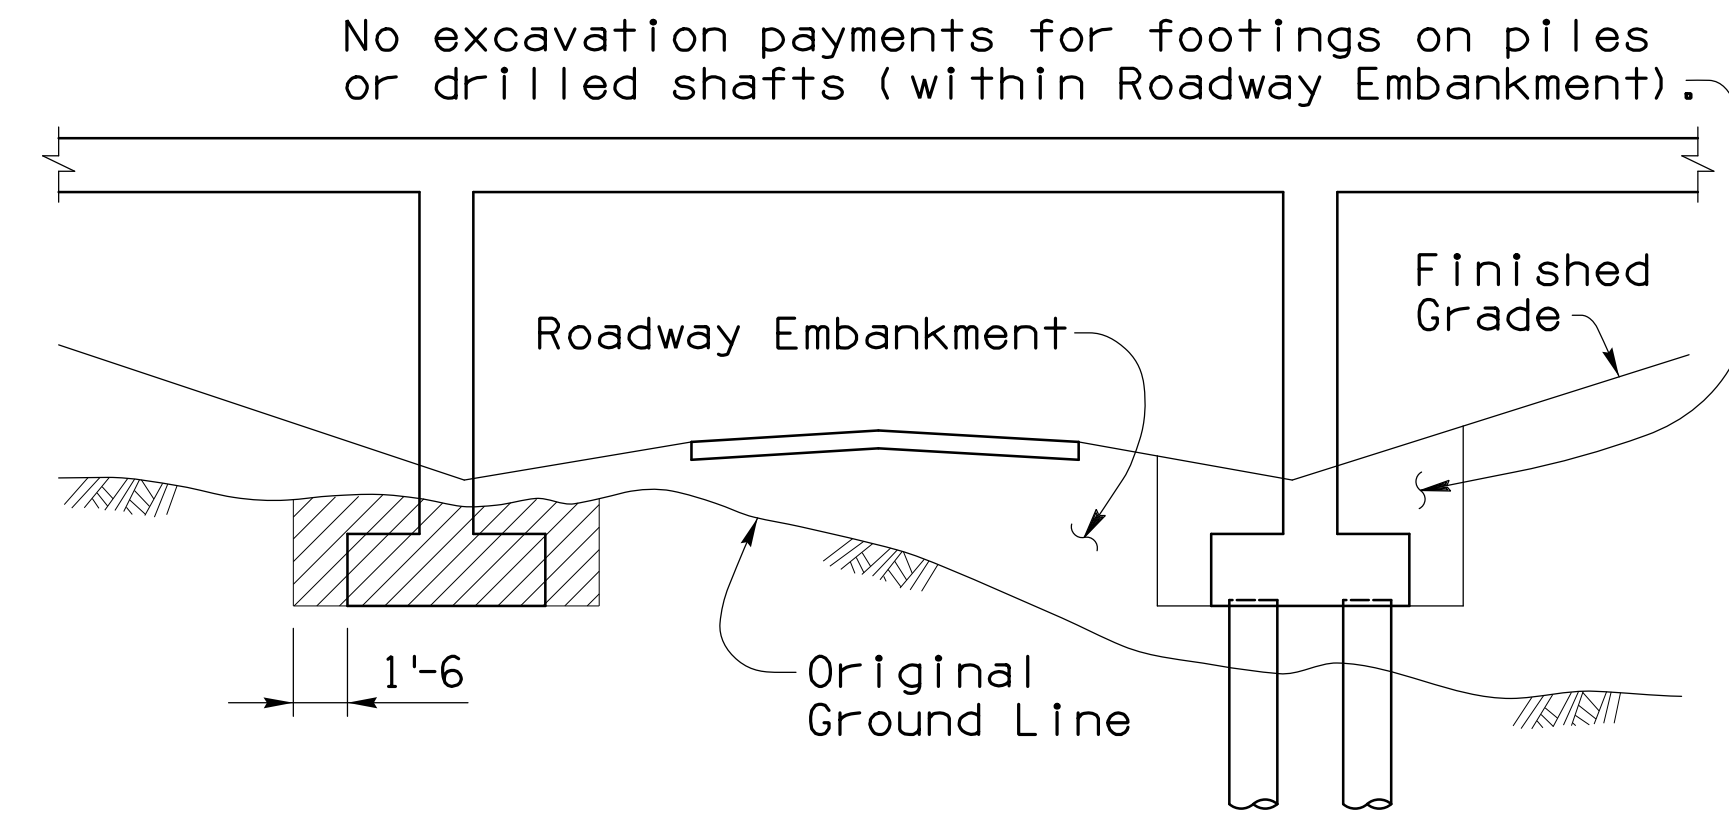 No excavation payments for footings on piles
or drilled shafts (within Roadway Embankment).
Finished
Grade
Roadway Embankment
1'-6
Original
Ground Line